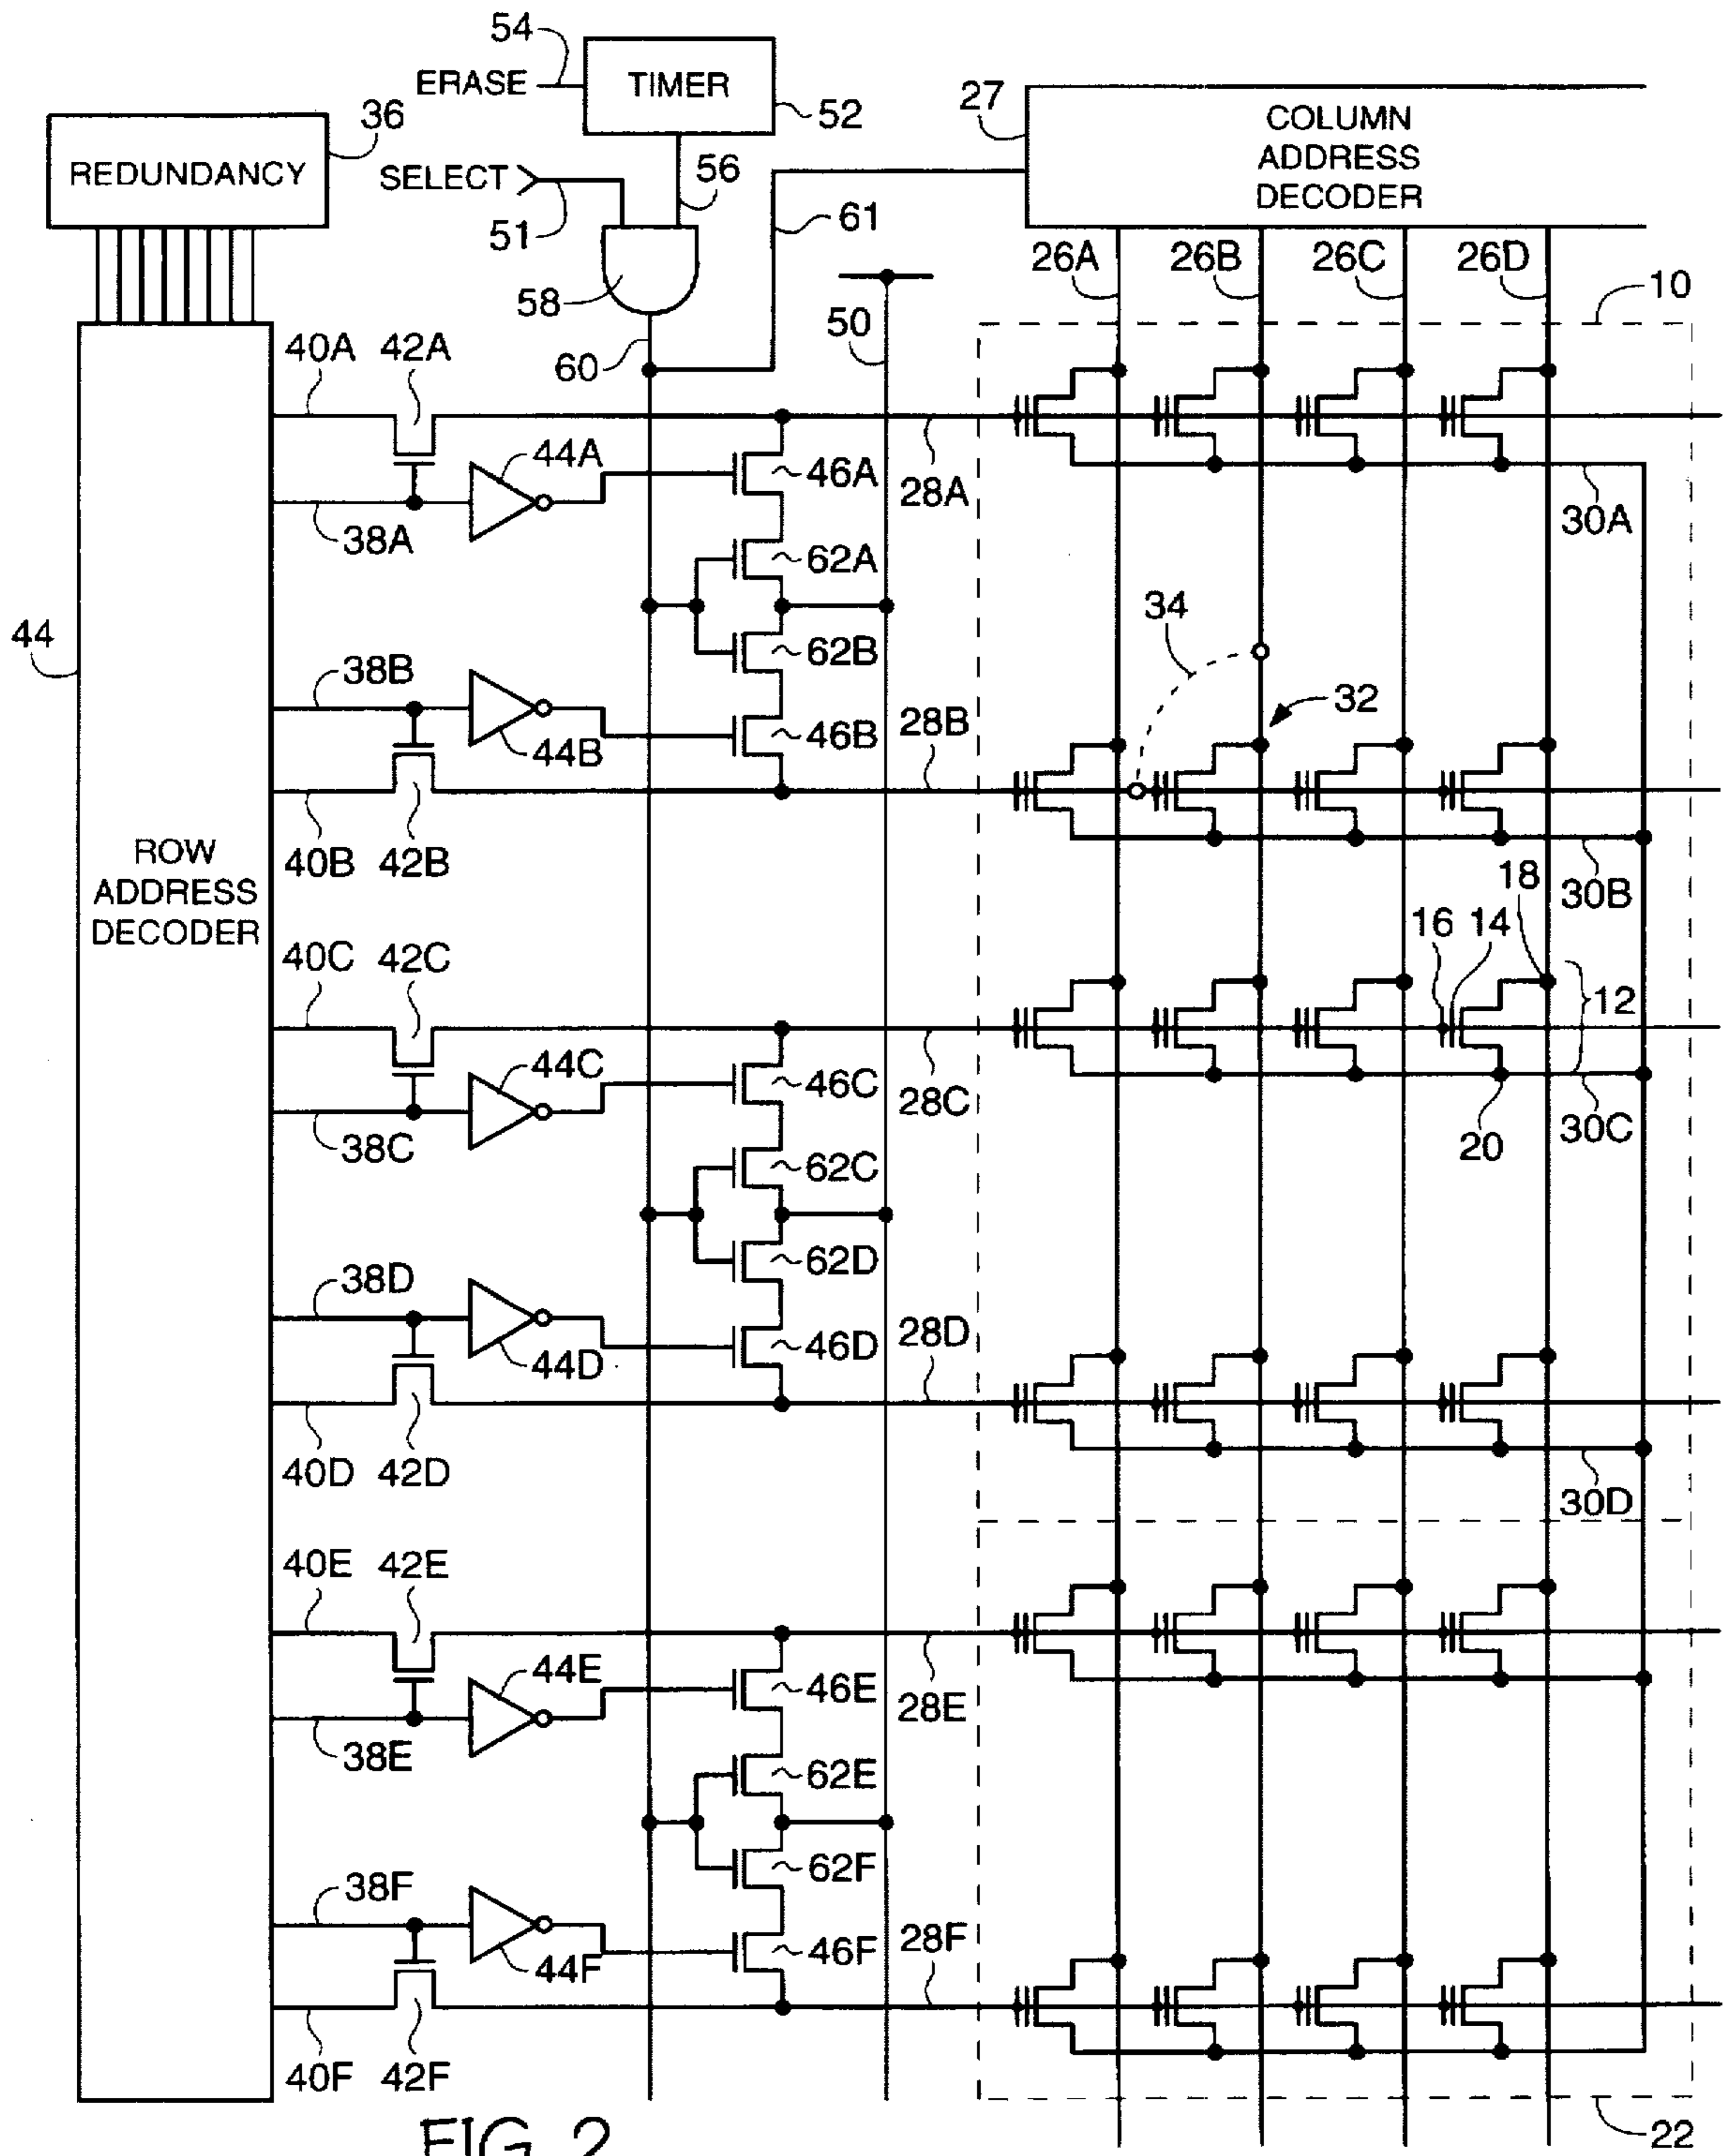 54
ERASE
TIMER
52
27
COLUMN
ADDRESS
DECODER
36
REDUNDANCY
SELECT
56
51
61
58
26A 26B 26C 26D
10
50
60
40A 42A
44A
46A
28A
30A
38A
62A
34
44
62B
38B
32
28B
46B
44B
40B 42B
ROW
ADDRESS
DECODER
30B
18
16 14
12
40C 42C
44C
46C
28C
30C
20
38C
62C
62D
38D
28D
46D
44D
40D 42D
30D
40E 42E
44E
46E
28E
38E
62E
62F
38F
28F
46F
44F
40F 42F
22
FIG. 2